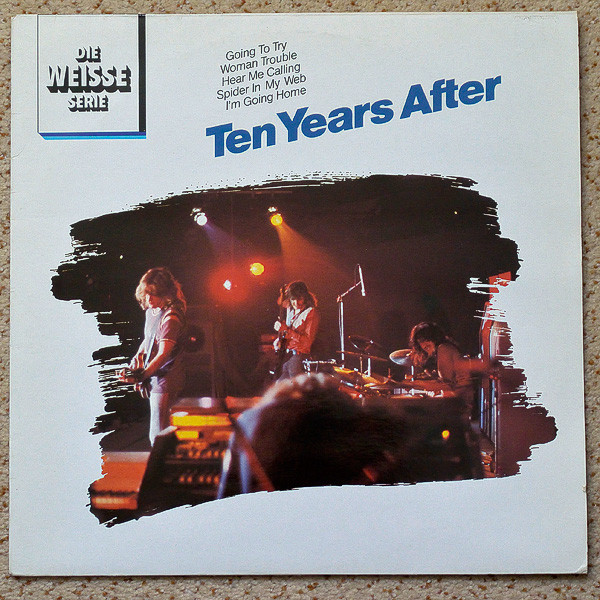 DIE
WEISSE
SERIE
Going To Try
Woman Trouble
Hear Me Calling
Spider In My Web
I'm Going Home
Ten Years After